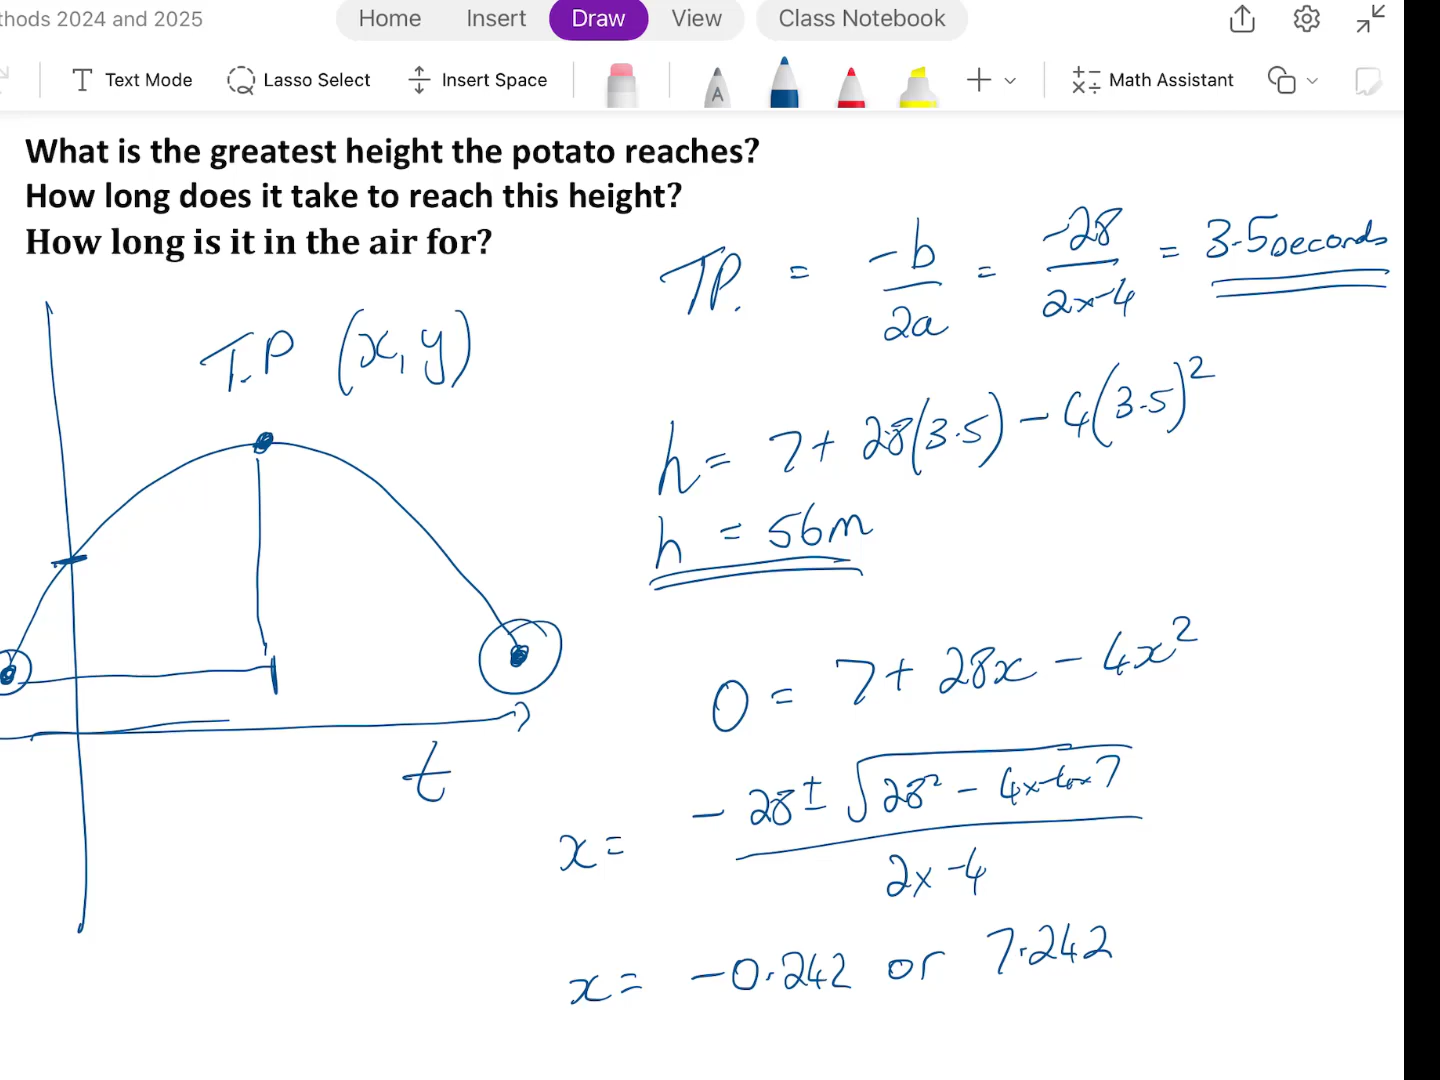 thods 2024 and 2025
Home Insert Draw View Class Notebook
Text Mode Lasso Select Insert Space A Math Assistant
What is the greatest height the potato reaches?
How long does it take to reach this height?
How long is it in the air for?
T.P. = -b/2a = -28/2x-4 = 3.5 seconds
T.P (x, y)
h = 7 + 28(3.5) - 4(3.5)²
h = 56m
0 = 7 + 28x - 4x²
t
x = - 28 ± √28² - 4x-4x7 / 2x-4
x = -0.242 or 7.242